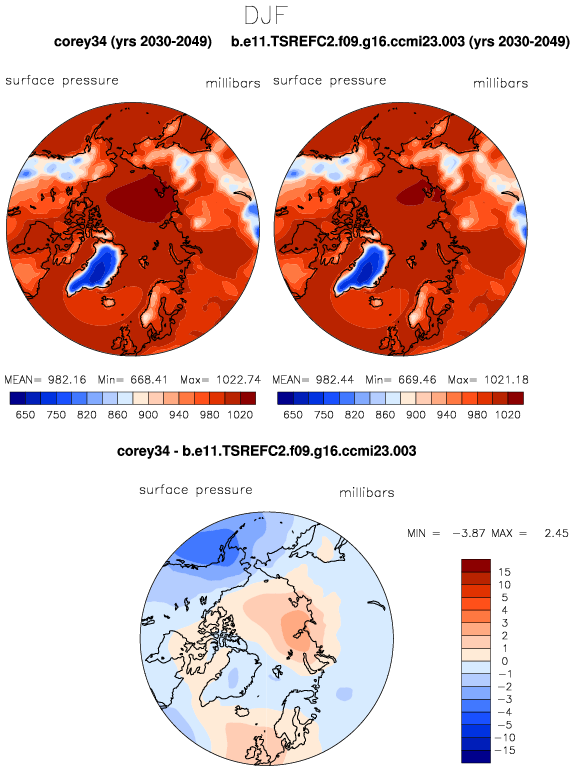 DJF
corey34 (yrs 2030-2049) b.e11.TSREFC2.f09.g16.ccmi23.003 (yrs 2030-2049)
surface pressure millibars surface pressure millibars
MEAN= 982.16 Min= 668.41 Max= 1022.74 MEAN= 982.44 Min= 669.46 Max= 1021.18
650 750 820 860 900 940 980 1020 650 750 820 860 900 940 980 1020
corey34 - b.e11.TSREFC2.f09.g16.ccmi23.003
surface pressure millibars
MIN = -3.87 MAX = 2.45
15
10
5
4
3
2
1
0
-1
-2
-3
-4
-5
-10
-15